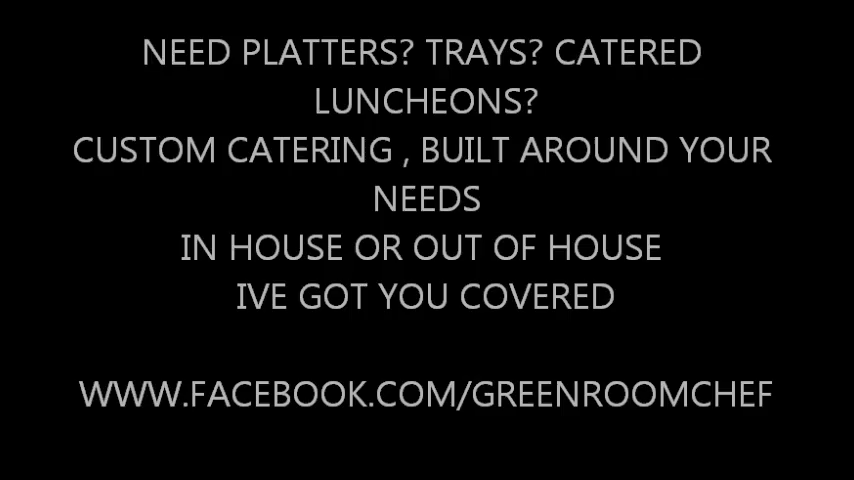 NEED PLATTERS? TRAYS? CATERED
LUNCHEONS?
CUSTOM CATERING , BUILT AROUND YOUR
NEEDS
IN HOUSE OR OUT OF HOUSE
IVE GOT YOU COVERED
WWW.FACEBOOK.COM/GREENROOMCHEF